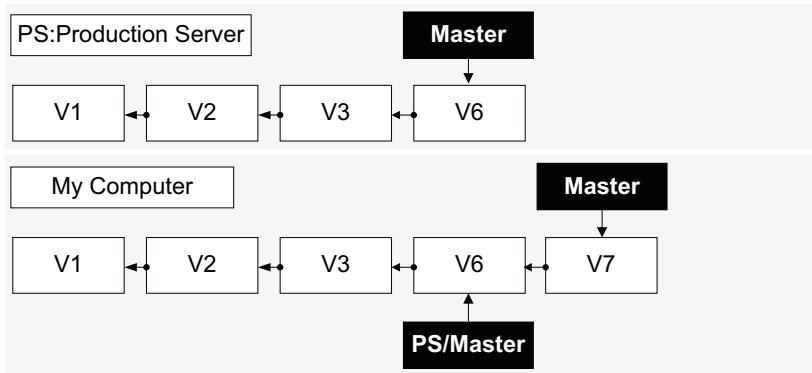 PS:Production Server
Master
V1 V2 V3 V6
My Computer
Master
V1 V2 V3 V6 V7
PS/Master